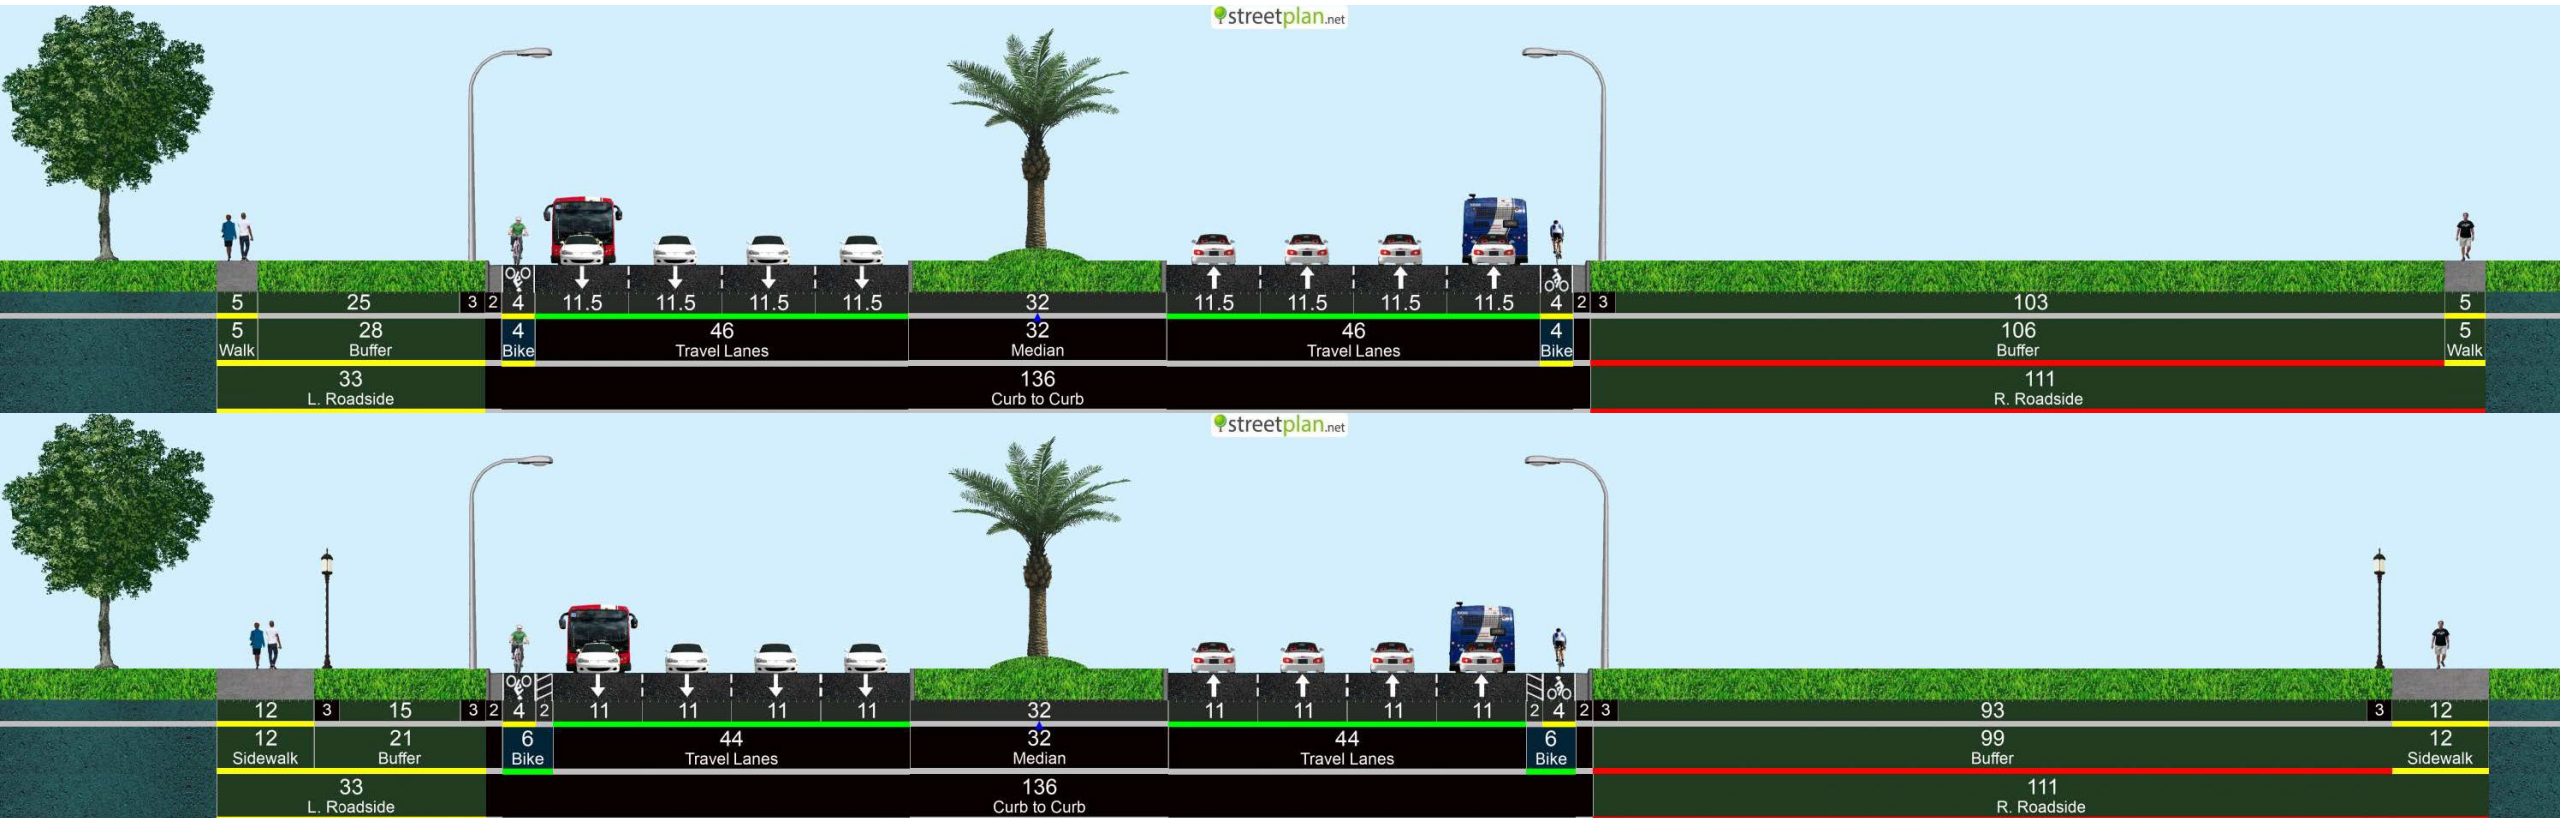 streetplan.net
5 25 3 2 4 11.5 11.5 11.5 11.5 32 11.5 11.5 11.5 11.5 4 2 3 103 5
5 28 4 46 32 46 4 106 5
Walk Buffer Bike Travel Lanes Median Travel Lanes Bike Buffer Walk
33 136 111
L. Roadside Curb to Curb R. Roadside
streetplan.net
12 3 15 3 2 4 2 11 11 11 11 32 11 11 11 11 2 4 2 3 93 3 12
12 21 6 44 32 44 6 99 12
Sidewalk Buffer Bike Travel Lanes Median Travel Lanes Bike Buffer Sidewalk
33 136 111
L. Roadside Curb to Curb R. Roadside